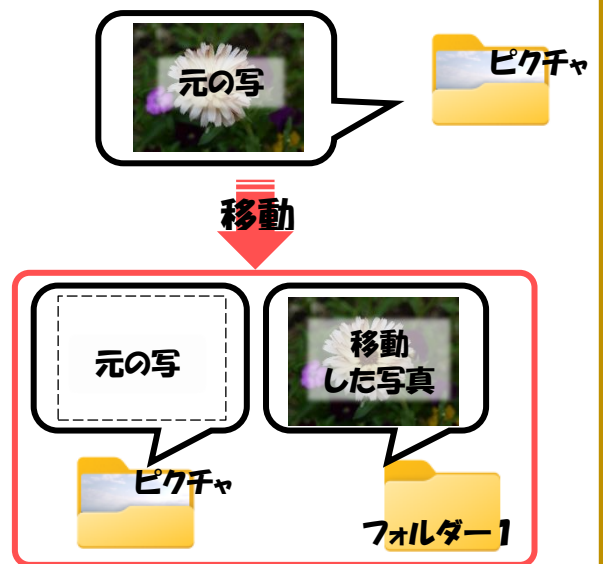 元の写
ピクチャ
移動
元の写
移動
した写真
ピクチャ
フォルダー1